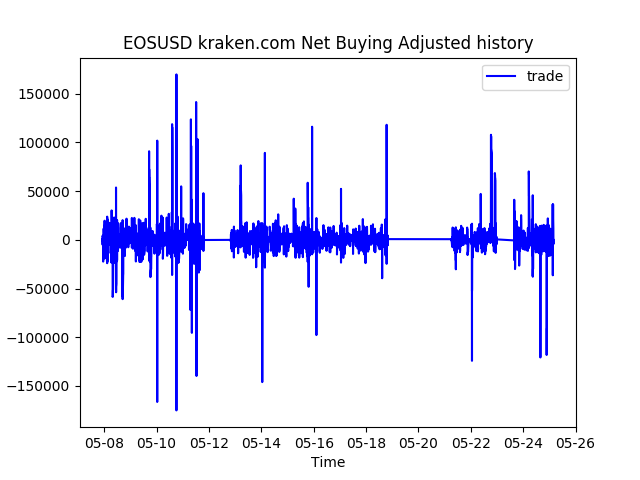 EOSUSD kraken.com Net Buying Adjusted history
trade
150000
100000
50000
0
−50000
−100000
−150000
05-08 05-10 05-12 05-14 05-16 05-18 05-20 05-22 05-24 05-26
Time